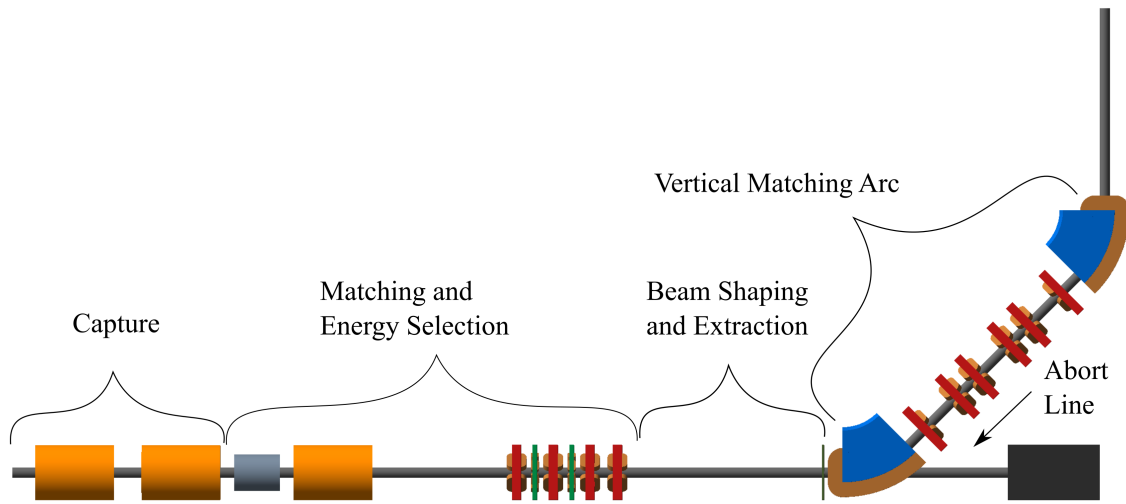 Vertical Matching Arc
Matching and
Energy Selection
Beam Shaping
and Extraction
Capture
Abort
Line